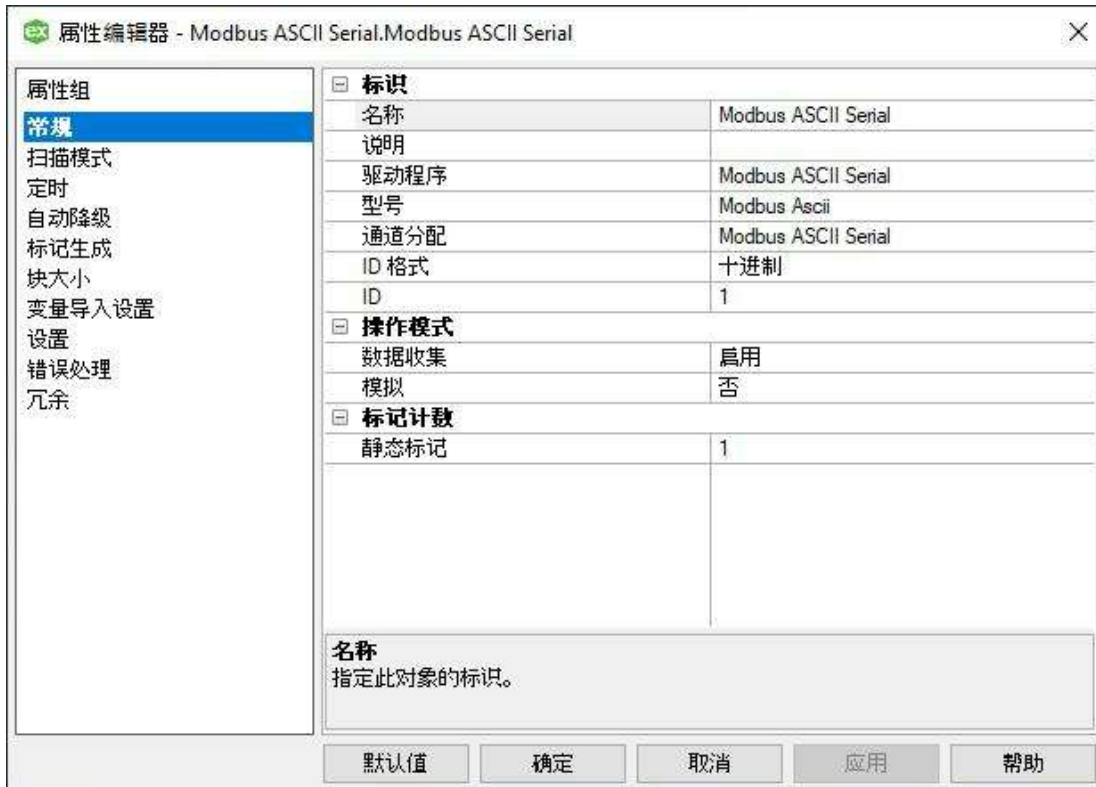 属性编辑器 - Modbus ASCII Serial.Modbus ASCII Serial
属性组
常规
扫描模式
定时
自动降级
标记生成
块大小
变量导入设置
设置
错误处理
冗余
标识
名称 Modbus ASCII Serial
说明
驱动程序 Modbus ASCII Serial
型号 Modbus Ascii
通道分配 Modbus ASCII Serial
ID 格式 十进制
ID 1
操作模式
数据收集 启用
模拟 否
标记计数
静态标记 1
名称
指定此对象的标识。
默认值 确定 取消 应用 帮助